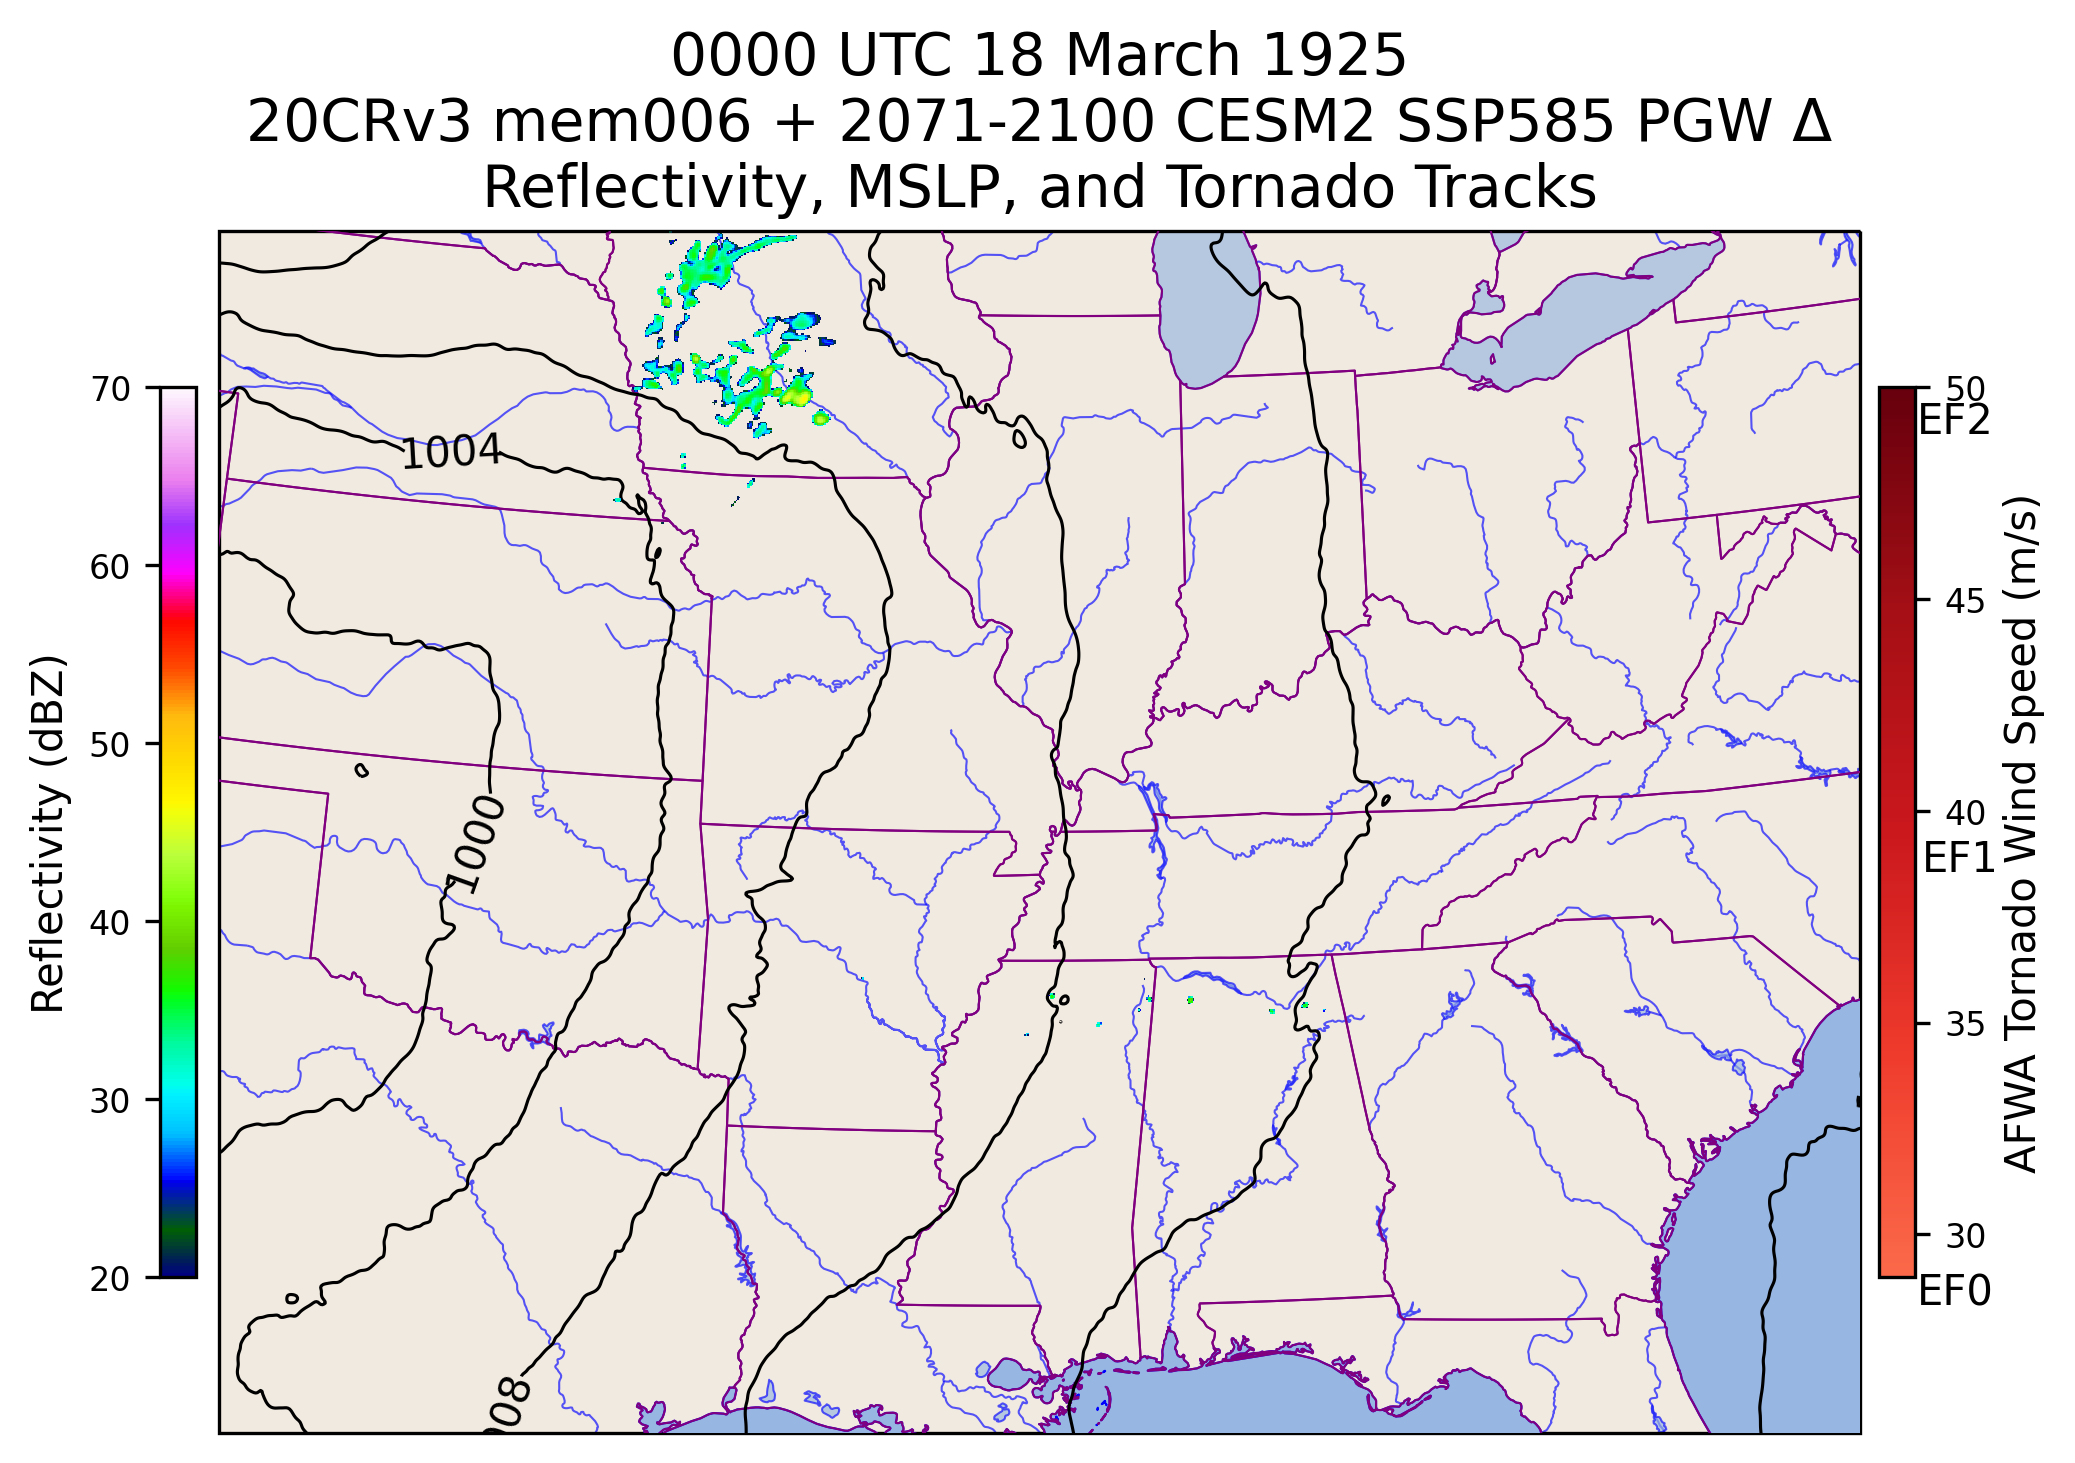 0000 UTC 18 March 1925
20CRv3 mem006 + 2071-2100 CESM2 SSP585 PGW Δ
Reflectivity, MSLP, and Tornado Tracks
70
60
50
40
30
20
Reflectivity (dBZ)
1004
1000
008
50
EF2
45
40
EF1
35
30
EF0
AFWA Tornado Wind Speed (m/s)